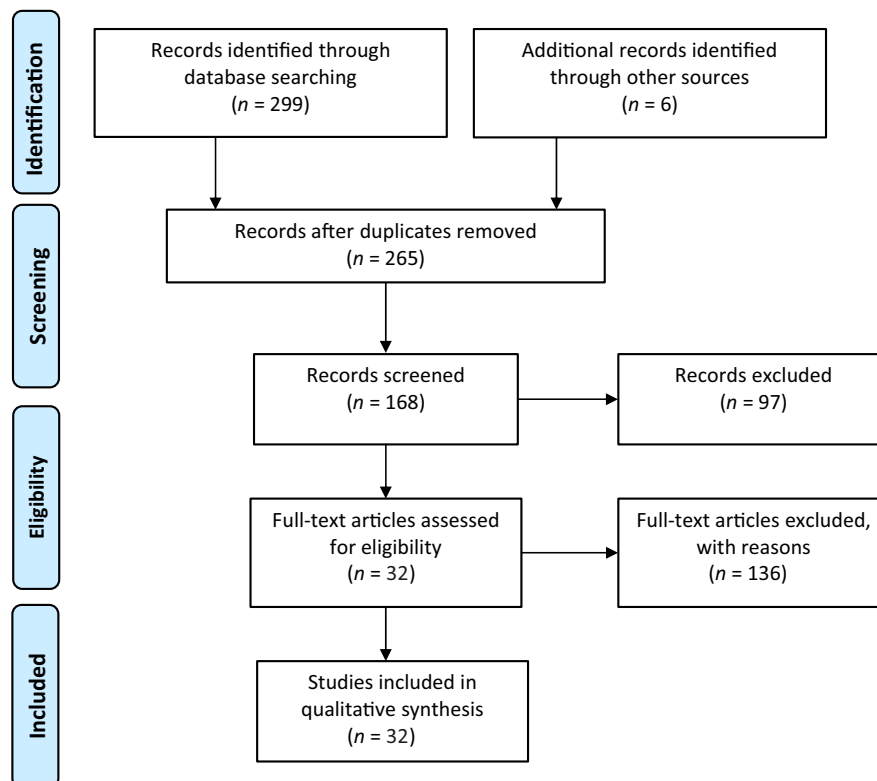 Identification
Records identified through
database searching
(n = 299)
Additional records identified
through other sources
(n = 6)
Screening
Records after duplicates removed
(n = 265)
Records screened
(n = 168)
Records excluded
(n = 97)
Eligibility
Full-text articles assessed
for eligibility
(n = 32)
Full-text articles excluded,
with reasons
(n = 136)
Included
Studies included in
qualitative synthesis
(n = 32)